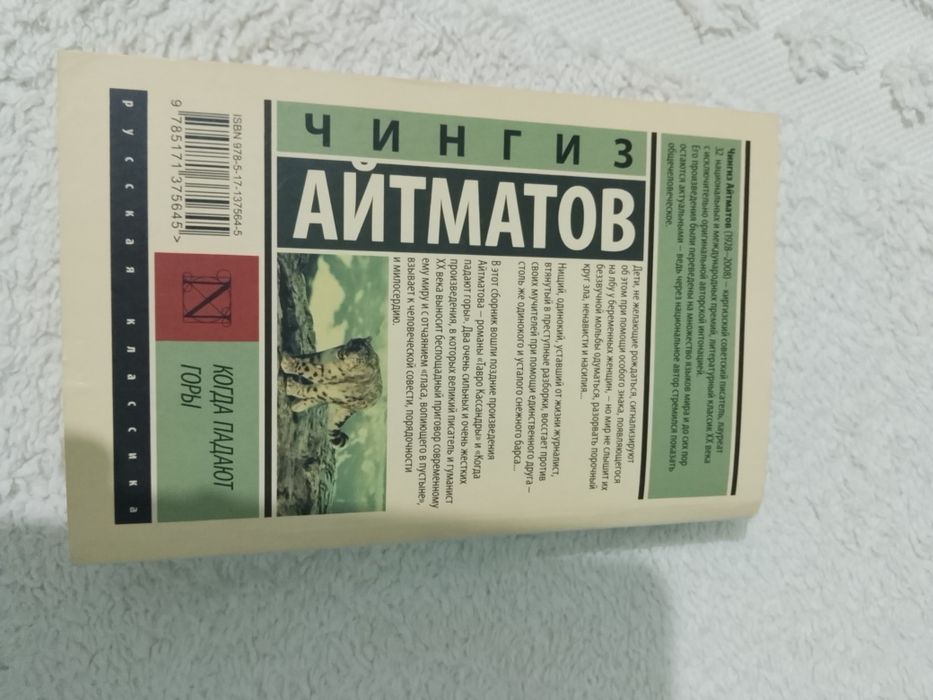 Чингиз Айтматов (1928–2008) – киргизский советский писатель, лауреат
32 национальных и международных премий, литературный классик XX века
с исключительно оригинальной авторской интонацией.
Его произведения были переведены на множество языков мира и до сих пор
остаются актуальными – ведь через национальное автор стремился показать
общечеловеческое.
ЧИНГИЗ
АЙТМАТОВ
Дети, не желающие рождаться, сигнализируют
об этом при помощи особого знака, появляющегося
на лбу у беременных женщин, – но мир не слышит их
беззвучной мольбы одуматься, разорвать порочный
круг зла, ненависти и насилия...
Нищий, одинокий, уставший от жизни журналист,
втянутый в преступные разборки, восстает против
своих мучителей при помощи единственного друга –
столь же одинокого и усталого снежного барса...
В этот сборник вошли поздние произведения
Айтматова – романы «Тавро Кассандры» и «Когда
падают горы». Два очень сильных и очень жестких
произведения, в которых великий писатель и гуманист
XX века выносит беспощадный приговор современному
ему миру и с отчаянием «гласа, вопиющего в пустыне»,
взывает к человеческой совести, порядочности
и милосердию.
ISBN 978-5-17-137564-5
9 785171 375645 >
N
КОГДА ПАДАЮТ
ГОРЫ
русская классика